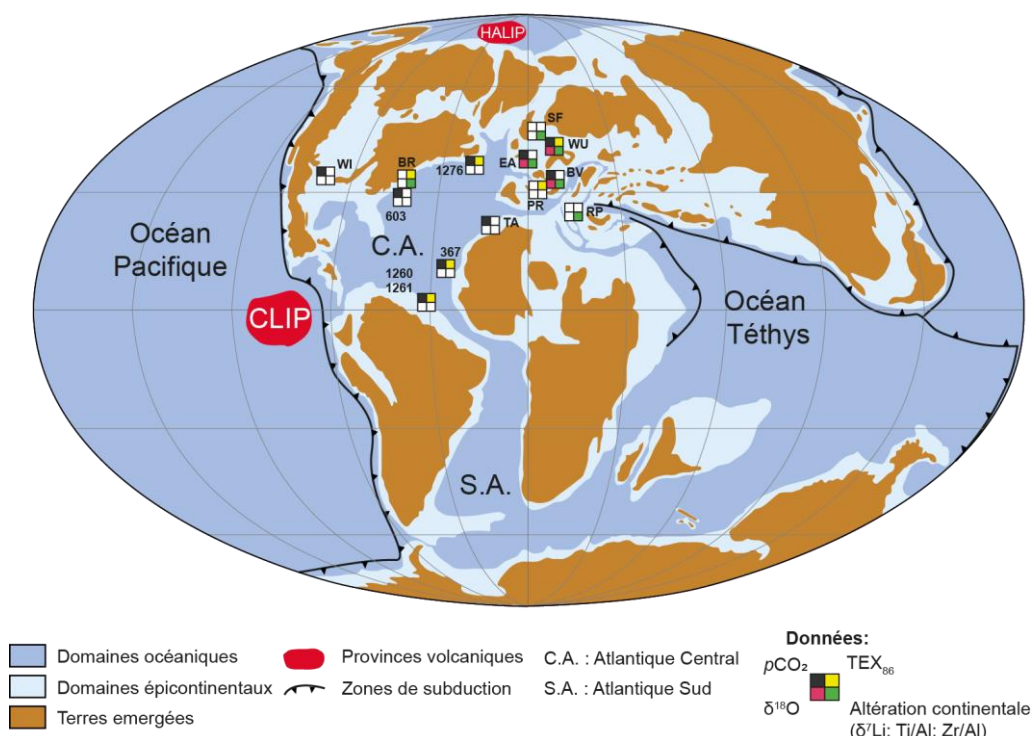 HALIP
SF
WU
EA
1276
WI
BR
BV
PR
603
RP
TA
C.A.
Océan
Pacifique
367
1260
1261
CLIP
Océan
Téthys
S.A.
Données:
Domaines océaniques
Provinces volcaniques
C.A. : Atlantique Central
pCO₂
TEX₈₆
Domaines épicontinentaux
Zones de subduction
S.A. : Atlantique Sud
δ¹⁸O
Altération continentale
Terres emergées
(δ⁷Li; Ti/Al; Zr/Al)